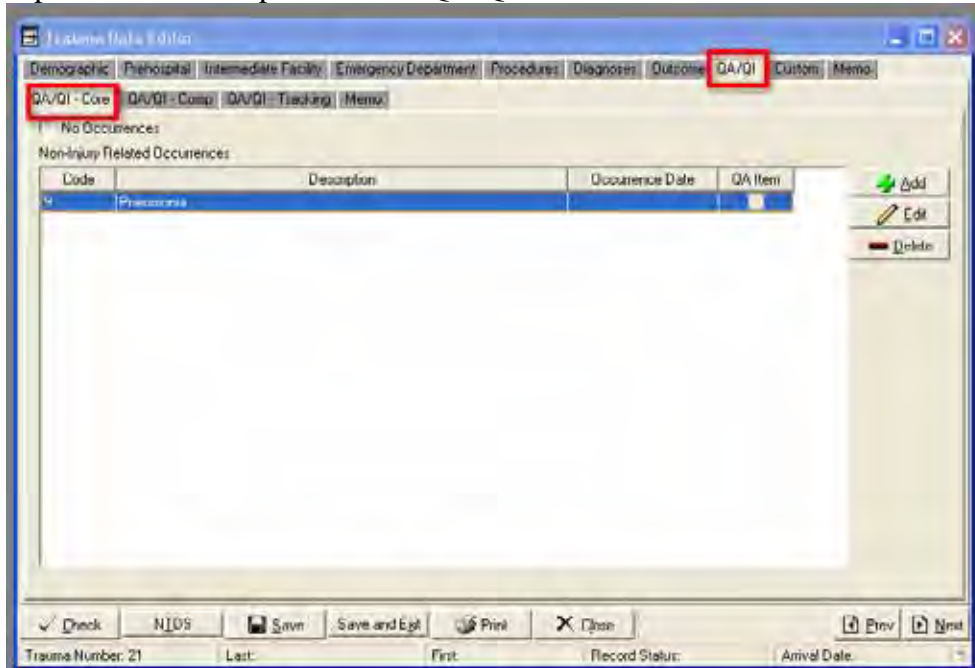 Trauma Data Editor
Demographic Prehospital Intermediate Facility Emergency Department Procedures Diagnoses Outcome QA/QI Custom Memo
QA/QI - Core QA/QI - Comp QA/QI - Tracking Memo
No Occurrences
Non-Injury Related Occurrences
Code Description Occurrence Date QA Item
9 Pneumonia
Add
Edit
Delete
Check NTDS Save Save and Exit Print Close Prev Next
Trauma Number: 21 Last: First: Record Status: Arrival Date: